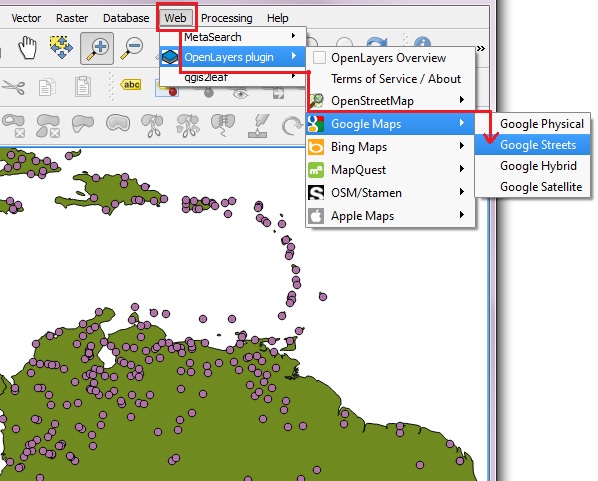 Vector Raster Database Web Processing Help
MetaSearch
OpenLayers plugin
qgis2leaf
»
abc
OpenLayers Overview
Terms of Service / About
OpenStreetMap
Google Maps
Bing Maps
MapQuest
OSM/Stamen
Apple Maps
Google Physical
Google Streets
Google Hybrid
Google Satellite